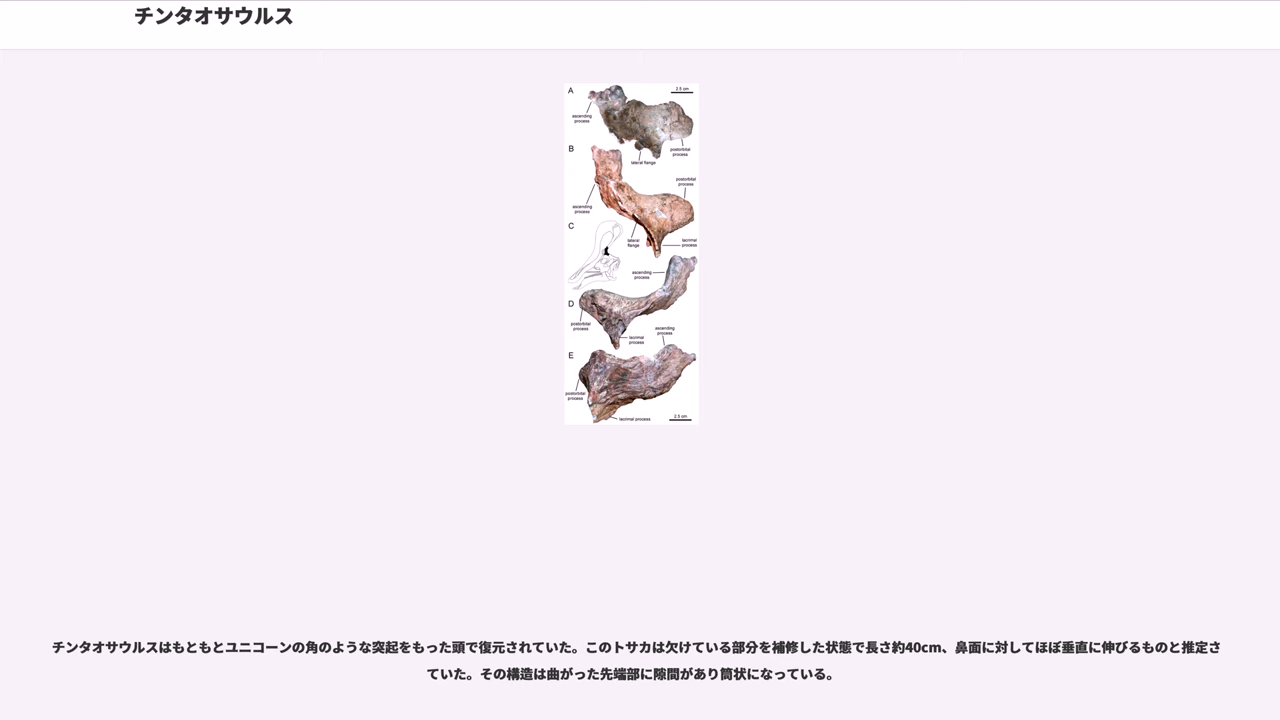 チンタオサウルス
A
2.5 cm
ascending
process
postorbital
process
lateral flange
B
postorbital
process
ascending
process
C
lateral
flange
lacrimal
process
ascending
process
D
postorbital
process
ascending
process
lacrimal
process
E
postorbital
process
lacrimal process
2.5 cm
チンタオサウルスはもともとユニコーンの角のような突起をもった頭で復元されていた。このトサカは欠けている部分を補修した状態で長さ約40cm、鼻面に対してほぼ垂直に伸びるものと推定さ
ていた。その構造は曲がった先端部に隙間があり筒状になっている。